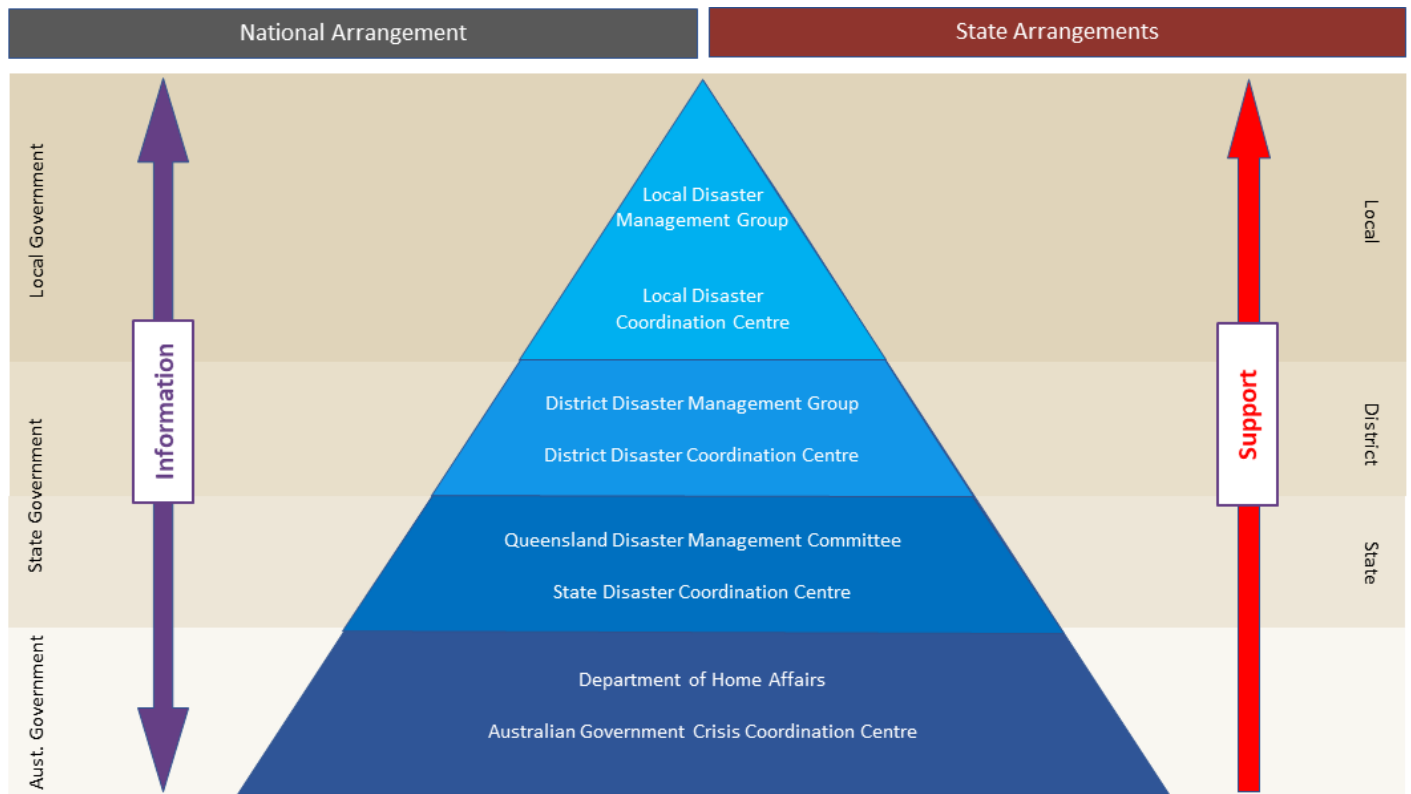 National Arrangement
State Arrangements
Local Government
State Government
Aust. Government
Information
Local Disaster
Management Group
Local Disaster
Coordination Centre
District Disaster Management Group
District Disaster Coordination Centre
Queensland Disaster Management Committee
State Disaster Coordination Centre
Department of Home Affairs
Australian Government Crisis Coordination Centre
Support
Local
District
State